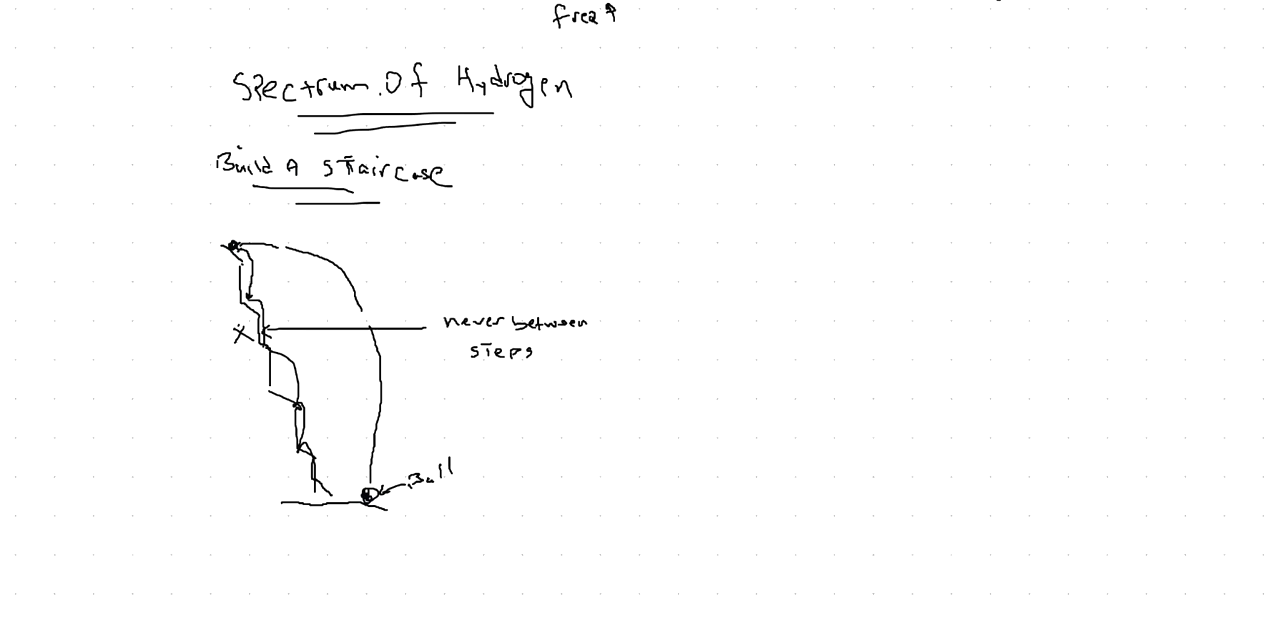 freq ↑
Spectrum Of Hydrogen
Build A Staircase
X
never between
steps
Ball